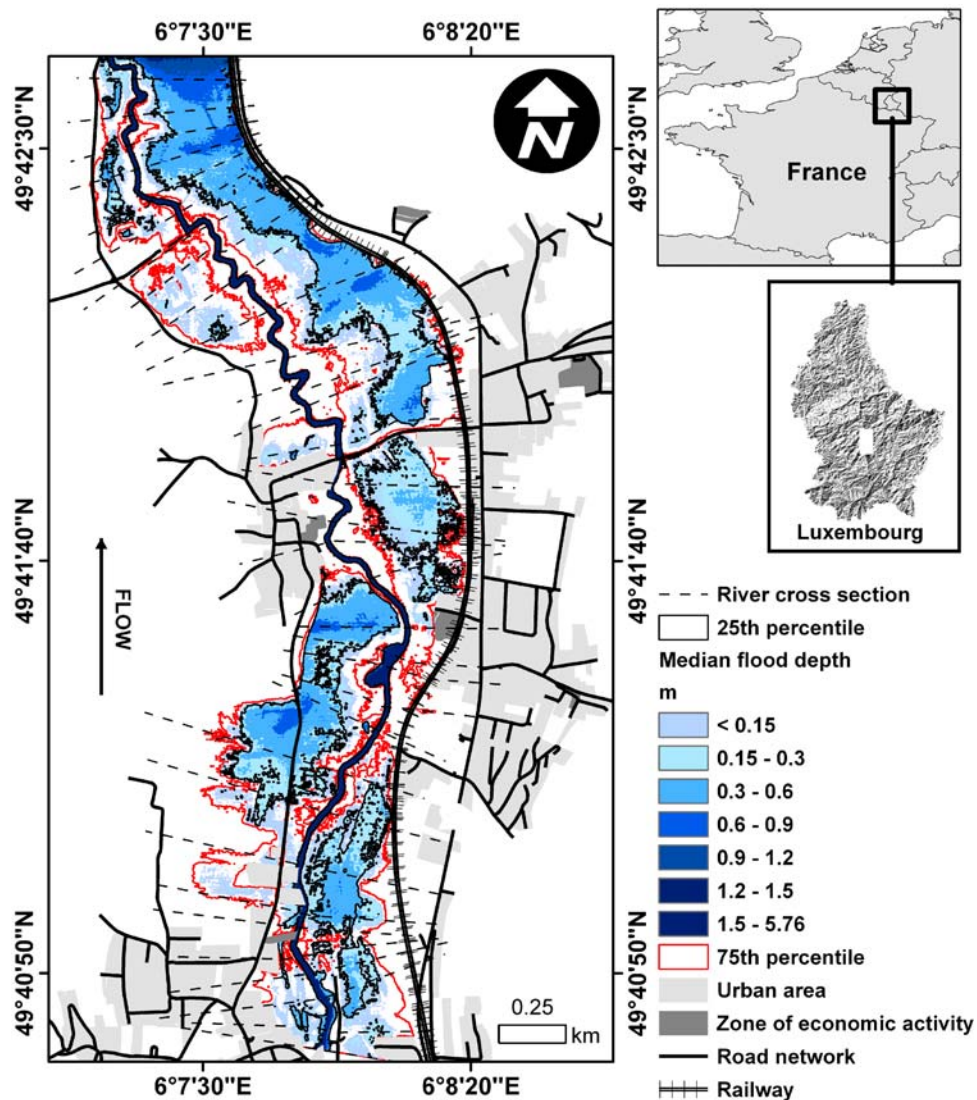 6°7'30"E
6°8'20"E
49°42'30"N
49°42'30"N
N
France
49°41'40"N
49°41'40"N
Luxembourg
FLOW
River cross section
25th percentile
Median flood depth
m
< 0.15
0.15 - 0.3
0.3 - 0.6
0.6 - 0.9
0.9 - 1.2
1.2 - 1.5
1.5 - 5.76
75th percentile
Urban area
Zone of economic activity
Road network
Railway
49°40'50"N
49°40'50"N
0.25
km
6°7'30"E
6°8'20"E